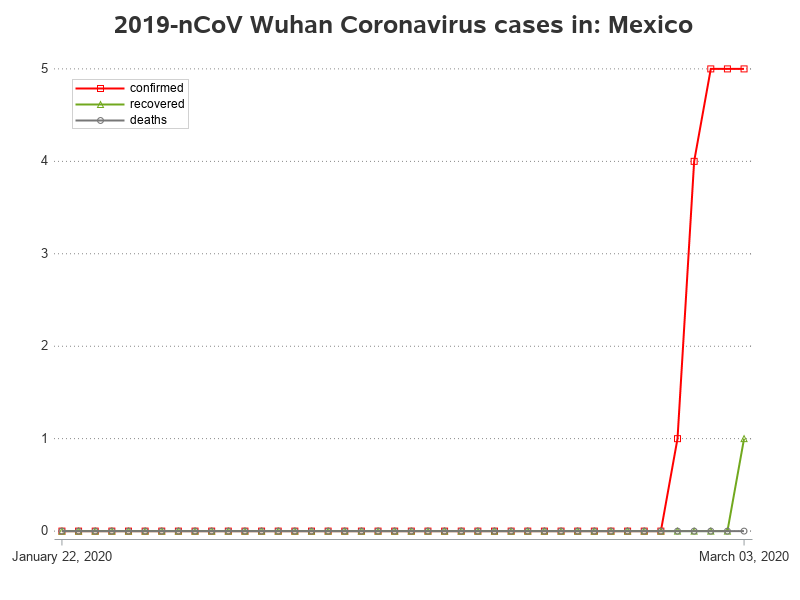 2019-nCoV Wuhan Coronavirus cases in: Mexico
5
confirmed
recovered
deaths
4
3
2
1
0
January 22, 2020
March 03, 2020